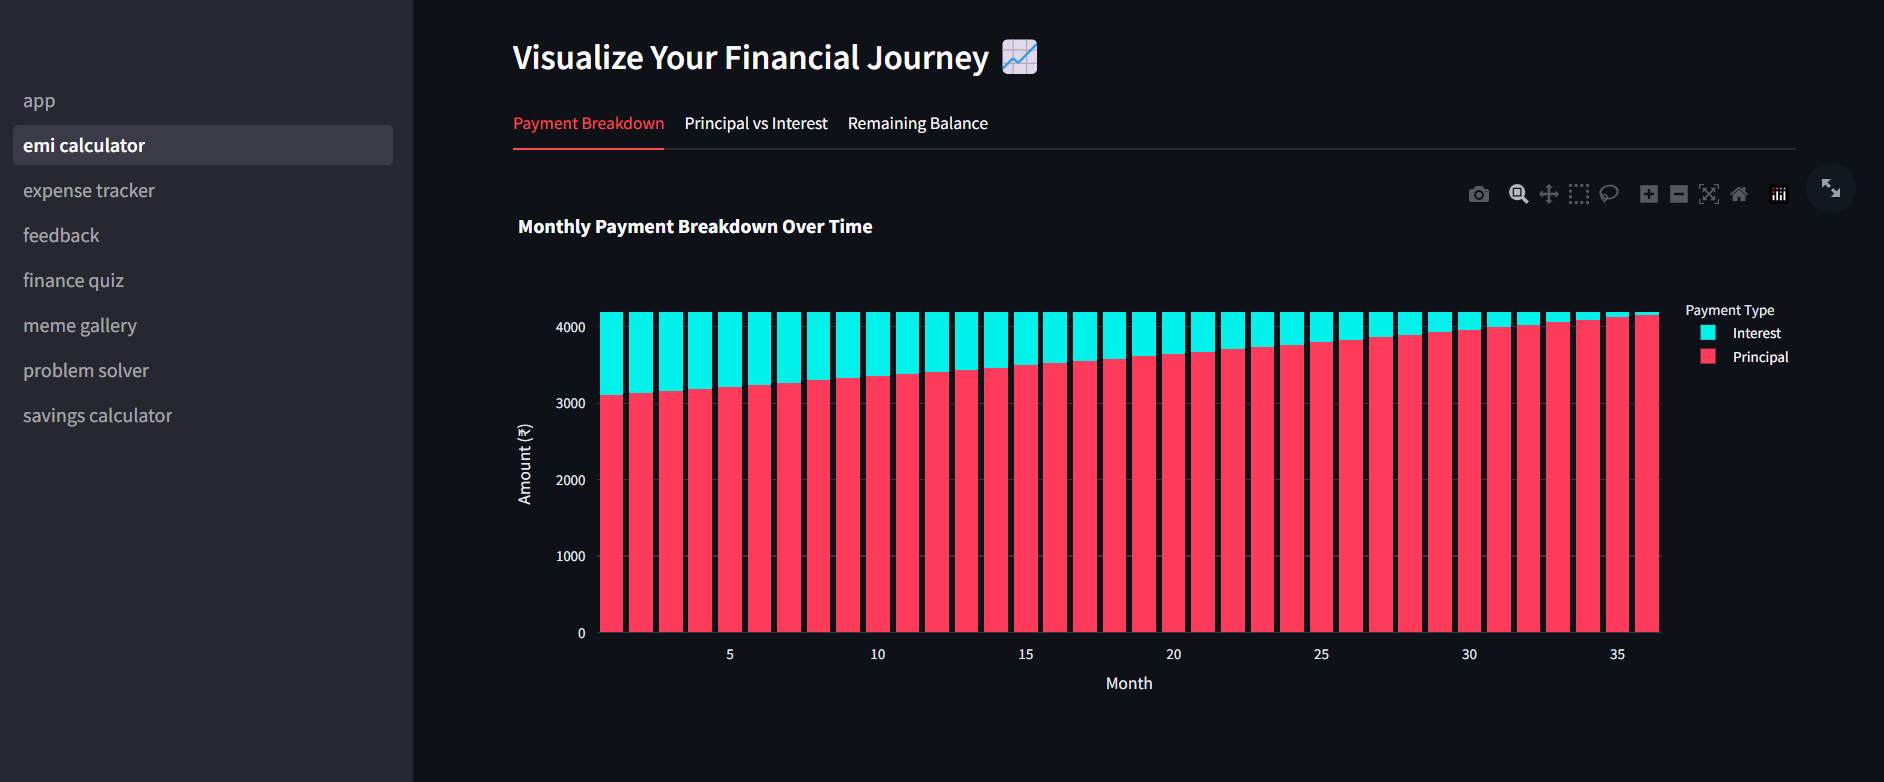 app
emi calculator
expense tracker
feedback
finance quiz
meme gallery
problem solver
savings calculator
Visualize Your Financial Journey
Payment Breakdown Principal vs Interest Remaining Balance
Monthly Payment Breakdown Over Time
Payment Type
Interest
Principal
Amount (₹)
4000
3000
2000
1000
0
5 10 15 20 25 30 35
Month